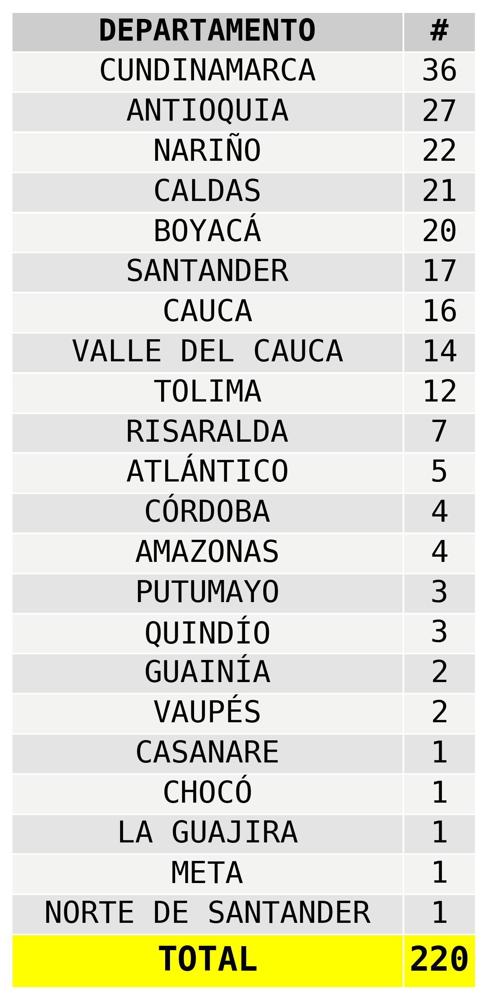 DEPARTAMENTO #
CUNDINAMARCA 36
ANTIOQUIA 27
NARIÑO 22
CALDAS 21
BOYACÁ 20
SANTANDER 17
CAUCA 16
VALLE DEL CAUCA 14
TOLIMA 12
RISARALDA 7
ATLÁNTICO 5
CÓRDOBA 4
AMAZONAS 4
PUTUMAYO 3
QUINDÍO 3
GUAINÍA 2
VAUPÉS 2
CASANARE 1
CHOCÓ 1
LA GUAJIRA 1
META 1
NORTE DE SANTANDER 1
TOTAL 220